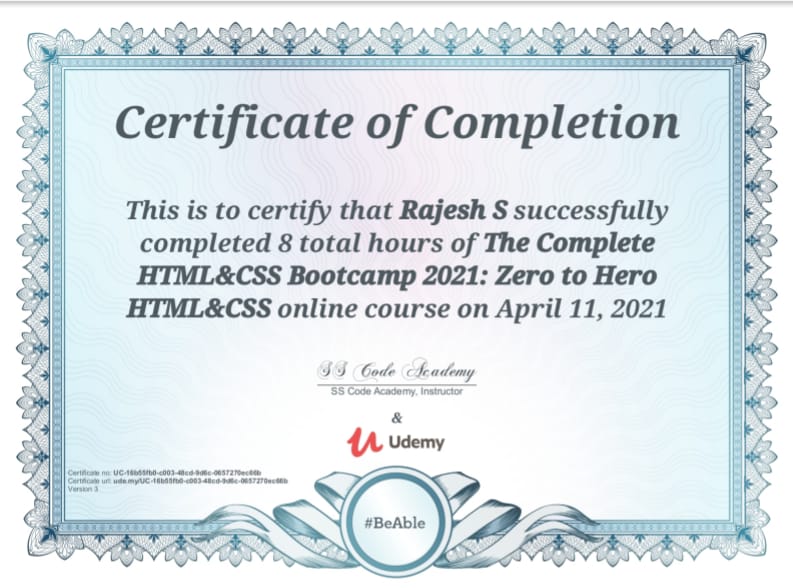 Certificate of Completion
This is to certify that Rajesh S successfully
completed 8 total hours of The Complete
HTML&CSS Bootcamp 2021: Zero to Hero
HTML&CSS online course on April 11, 2021
SS Code Academy
SS Code Academy, Instructor
&
Udemy
Certificate no: UC-16b55fb0-c003-48cd-9d6c-0657270ec66b
Certificate url: ude.my/UC-16b55fb0-c003-48cd-9d6c-0657270ec66b
Version 3
#BeAble